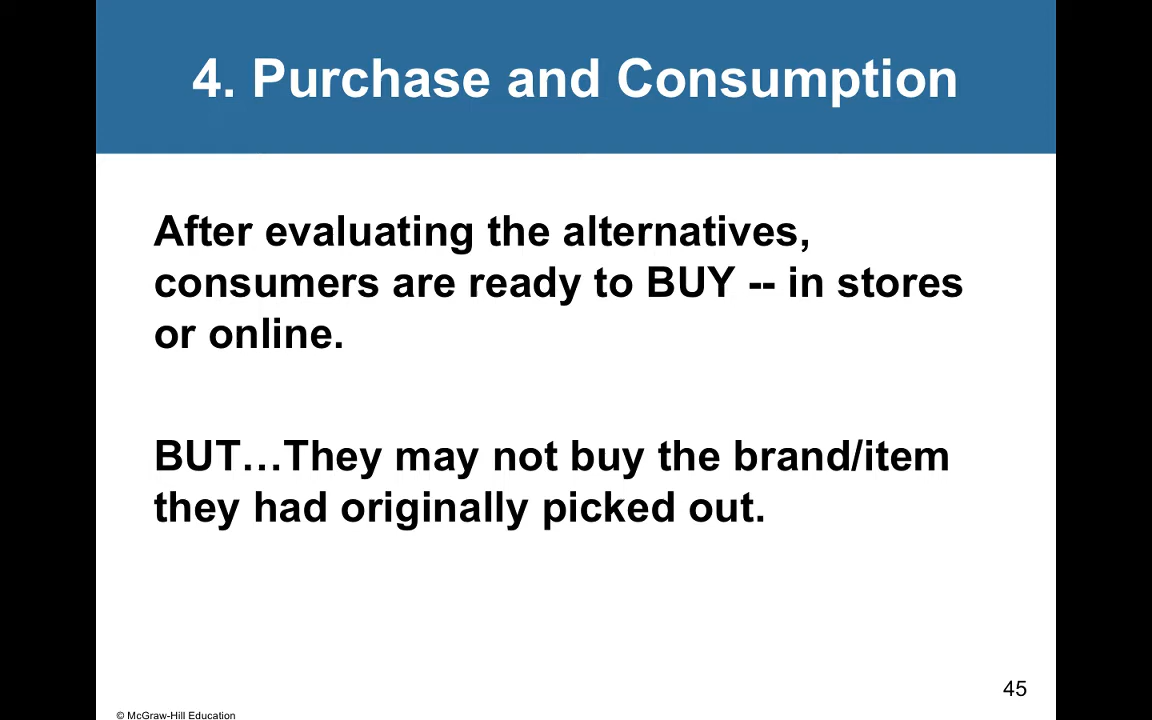 4. Purchase and Consumption
After evaluating the alternatives,
consumers are ready to BUY -- in stores
or online.
BUT…They may not buy the brand/item
they had originally picked out.
45
© McGraw-Hill Education